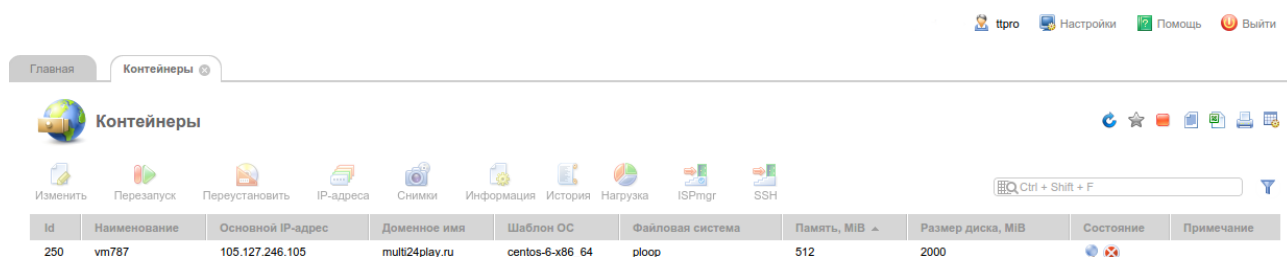 ttpro Настройки Помощь Выйти
Главная Контейнеры
Контейнеры
Изменить Перезапуск Переустановить IP-адреса Снимки Информация История Нагрузка ISPmgr SSH
Ctrl + Shift + F
Id Наименование Основной IP-адрес Доменное имя Шаблон ОС Файловая система Память, MiB Размер диска, MiB Состояние Примечание
250 vm787 105.127.246.105 multi24play.ru centos-6-x86_64 ploop 512 2000